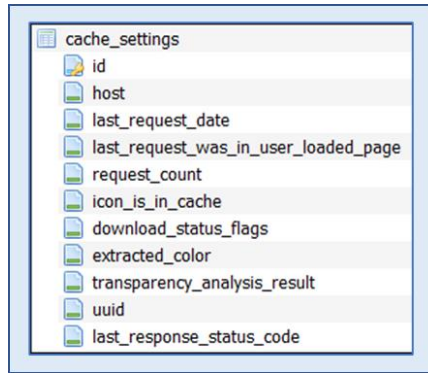 cache_settings
id
host
last_request_date
last_request_was_in_user_loaded_page
request_count
icon_is_in_cache
download_status_flags
extracted_color
transparency_analysis_result
uuid
last_response_status_code